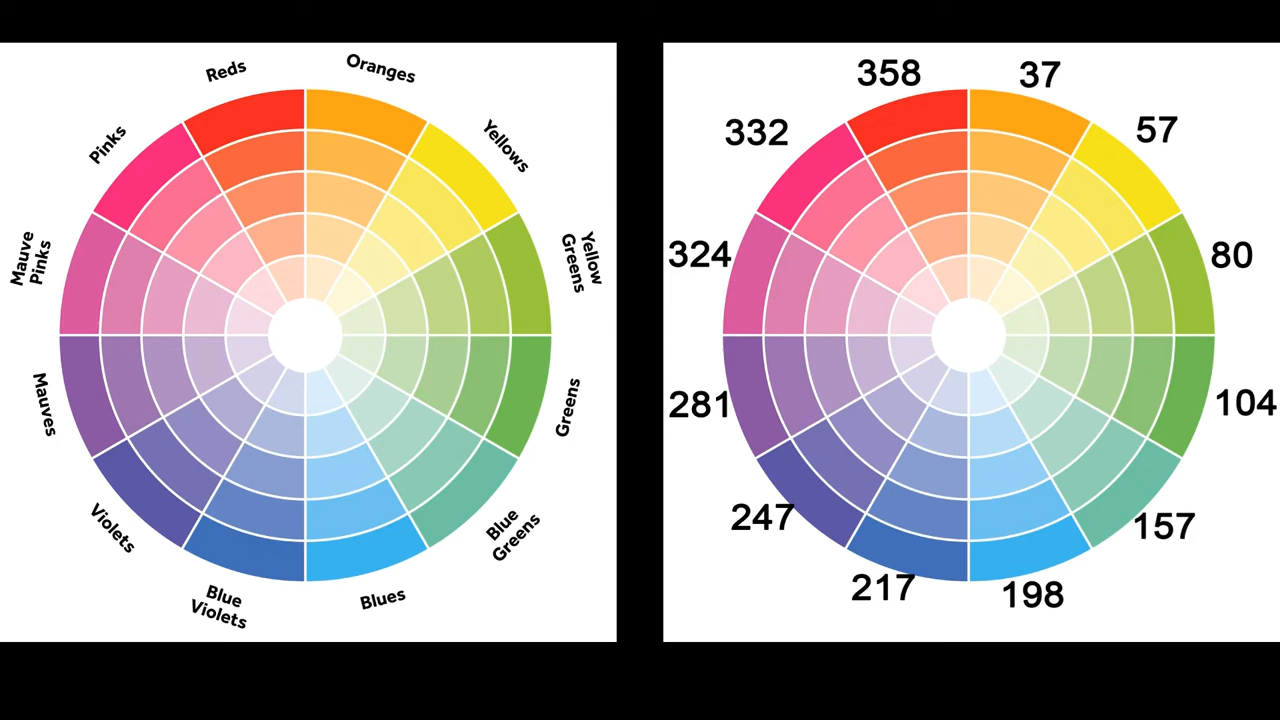 Reds
Oranges
Pinks
Yellows
Mauve
Pinks
Yellow
Greens
Mauves
Greens
Violets
Blue
Greens
Blue
Violets
Blues
358
37
332
57
324
80
281
104
247
157
217
198